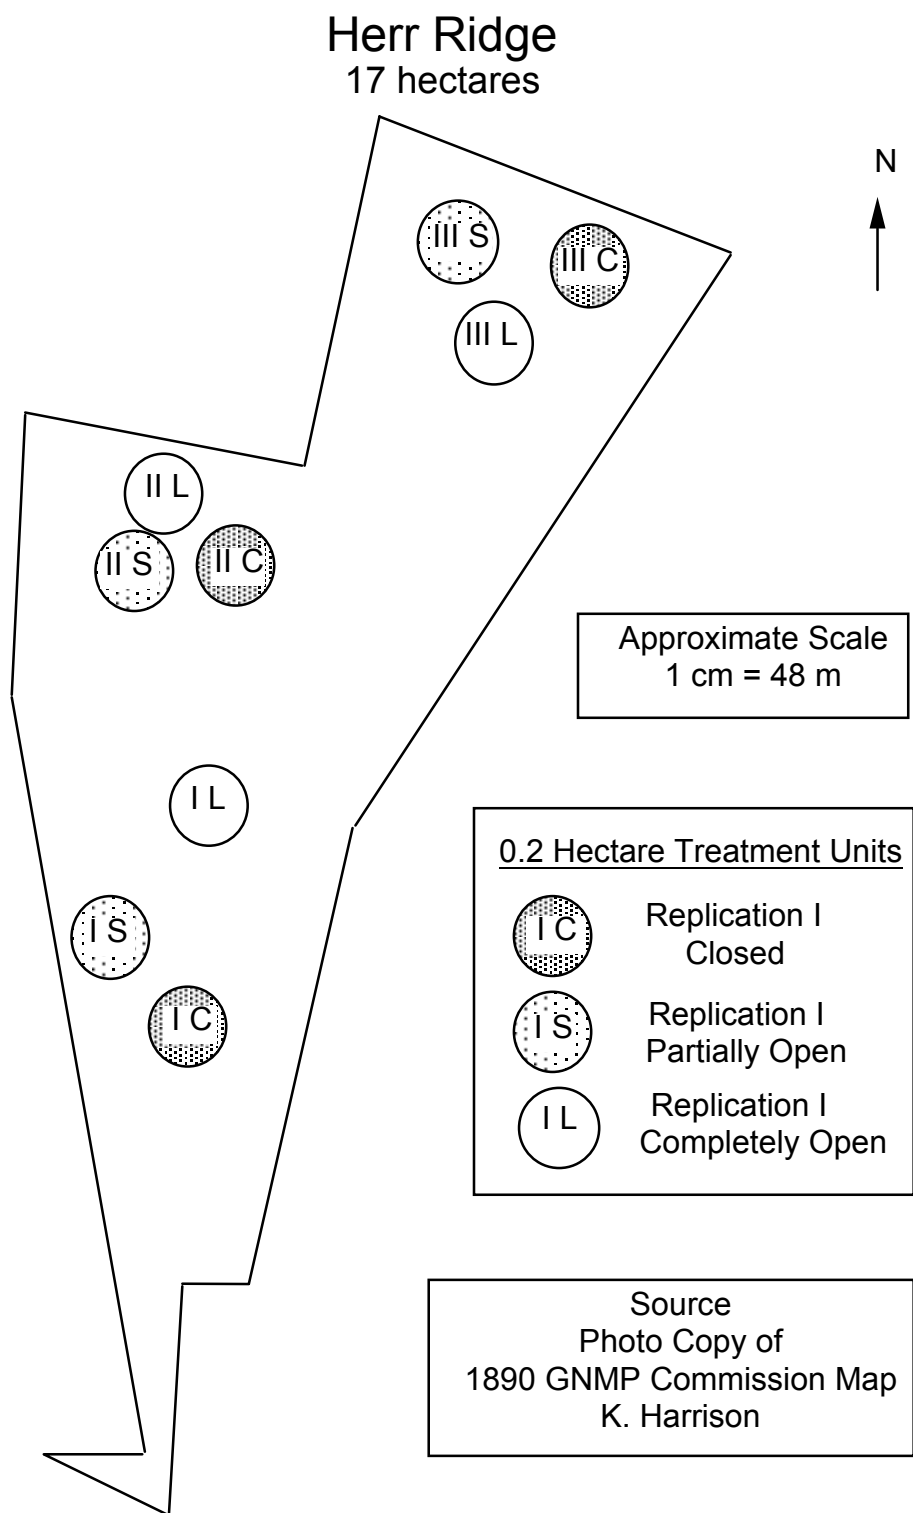 Herr Ridge
17 hectares
N
III S
III C
III L
II L
II S
II C
Approximate Scale
1 cm = 48 m
I L
I S
I C
0.2 Hectare Treatment Units
I C
Replication I
Closed
I S
Replication I
Partially Open
I L
Replication I
Completely Open
Source
Photo Copy of
1890 GNMP Commission Map
K. Harrison